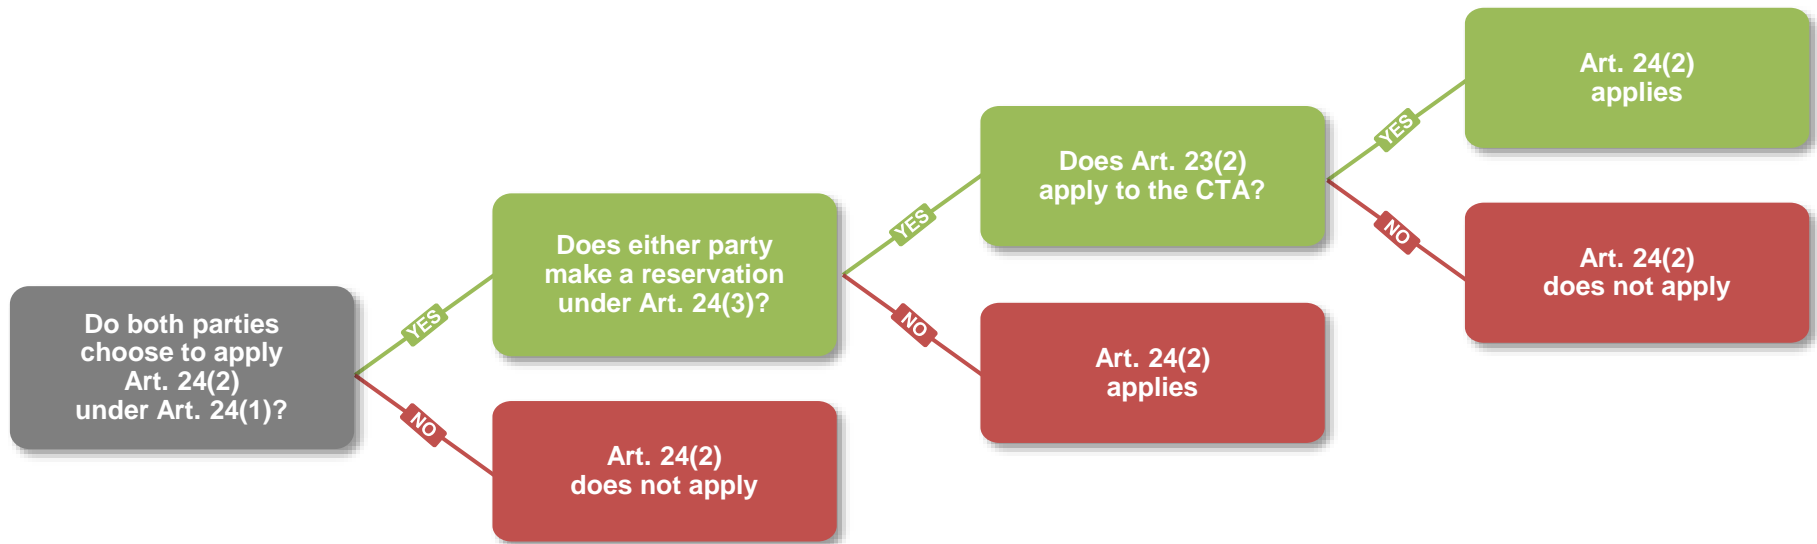 Do both parties
choose to apply
Art. 24(2)
under Art. 24(1)?
YES
NO
Does either party
make a reservation
under Art. 24(3)?
Art. 24(2)
does not apply
YES
NO
Does Art. 23(2)
apply to the CTA?
Art. 24(2)
applies
YES
NO
Art. 24(2)
applies
Art. 24(2)
does not apply